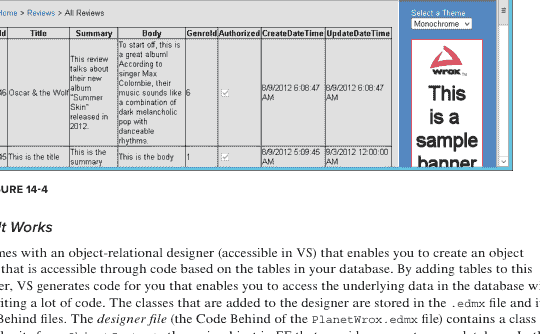 Home > Reviews > All Reviews
Select a Theme
Monochrome
Id Title Summary Body GenreId Authorized CreateDateTime UpdateDateTime
46 Oscar & the Wolf This review talks about their new album "Summer Skin" released in 2012. To start off, this is a great album! According to singer Max Colombie, their music sounds like a combination of dark melancholic pop with danceable rhythms. 6 8/9/2012 6:08:47 AM 8/9/2012 6:08:47 AM
45 This is the title This is the summary This is the body 1 8/9/2012 5:09:45 AM 9/3/2012 12:00:00 AM
wrox
This
is a
sample
banner
URE 14-4
It Works
mes with an object-relational designer (accessible in VS) that enables you to create an object
that is accessible through code based on the tables in your database. By adding tables to this
er, VS generates code for you that enables you to access the underlying data in the database wi
iting a lot of code. The classes that are added to the designer are stored in the .edmx file and i
Behind files. The designer file (the Code Behind of the PlanetWrox.edmx file) contains a class